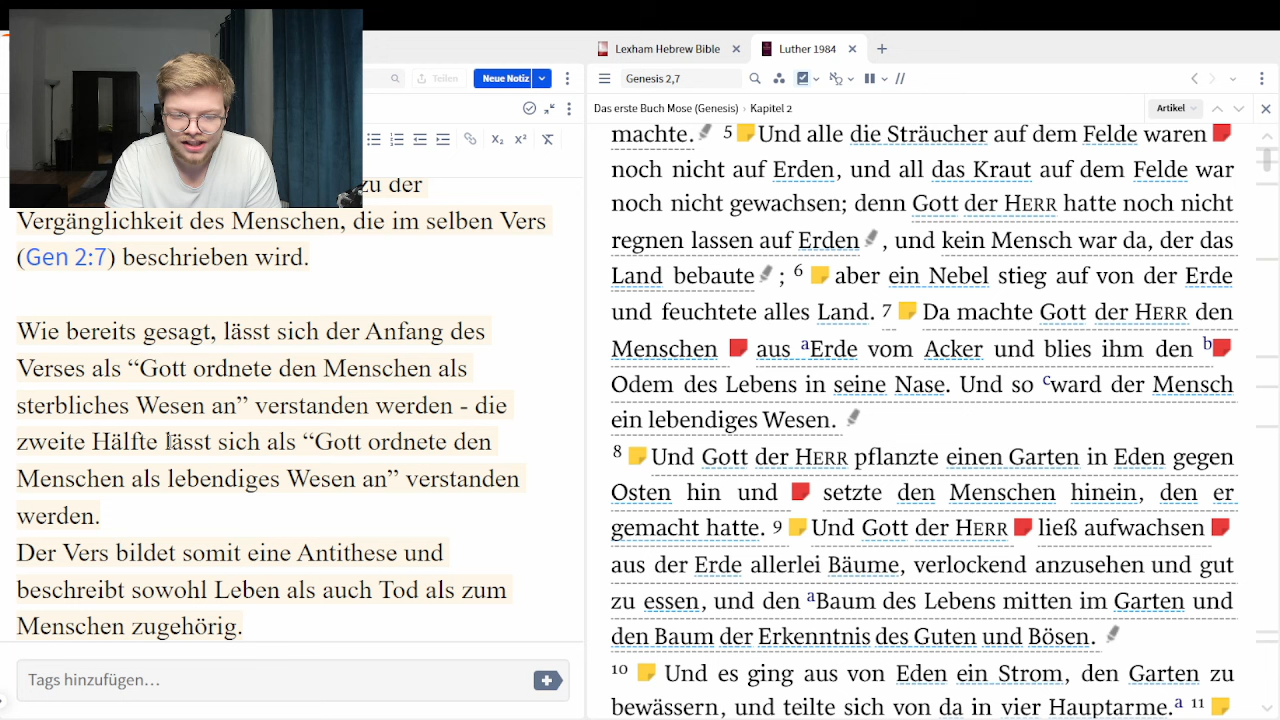 Lexham Hebrew Bible
Luther 1984
Teilen
Neue Notiz
Genesis 2,7
Das erste Buch Mose (Genesis) › Kapitel 2
Artikel
zu der
Vergänglichkeit des Menschen, die im selben Vers
(Gen 2:7) beschrieben wird.
Wie bereits gesagt, lässt sich der Anfang des
Verses als “Gott ordnete den Menschen als
sterbliches Wesen an” verstanden werden - die
zweite Hälfte lässt sich als “Gott ordnete den
Menschen als lebendiges Wesen an” verstanden
werden.
Der Vers bildet somit eine Antithese und
beschreibt sowohl Leben als auch Tod als zum
Menschen zugehörig.
Tags hinzufügen…
machte. 5 Und alle die Sträucher auf dem Felde waren
noch nicht auf Erden, und all das Kraut auf dem Felde war
noch nicht gewachsen; denn Gott der HERR hatte noch nicht
regnen lassen auf Erden , und kein Mensch war da, der das
Land bebaute ; 6 aber ein Nebel stieg auf von der Erde
und feuchtete alles Land. 7 Da machte Gott der HERR den
Menschen aus aErde vom Acker und blies ihm den b
Odem des Lebens in seine Nase. Und so cward der Mensch
ein lebendiges Wesen.
8 Und Gott der HERR pflanzte einen Garten in Eden gegen
Osten hin und setzte den Menschen hinein, den er
gemacht hatte. 9 Und Gott der HERR ließ aufwachsen
aus der Erde allerlei Bäume, verlockend anzusehen und gut
zu essen, und den aBaum des Lebens mitten im Garten und
den Baum der Erkenntnis des Guten und Bösen.
10 Und es ging aus von Eden ein Strom, den Garten zu
bewässern, und teilte sich von da in vier Hauptarme.a 11